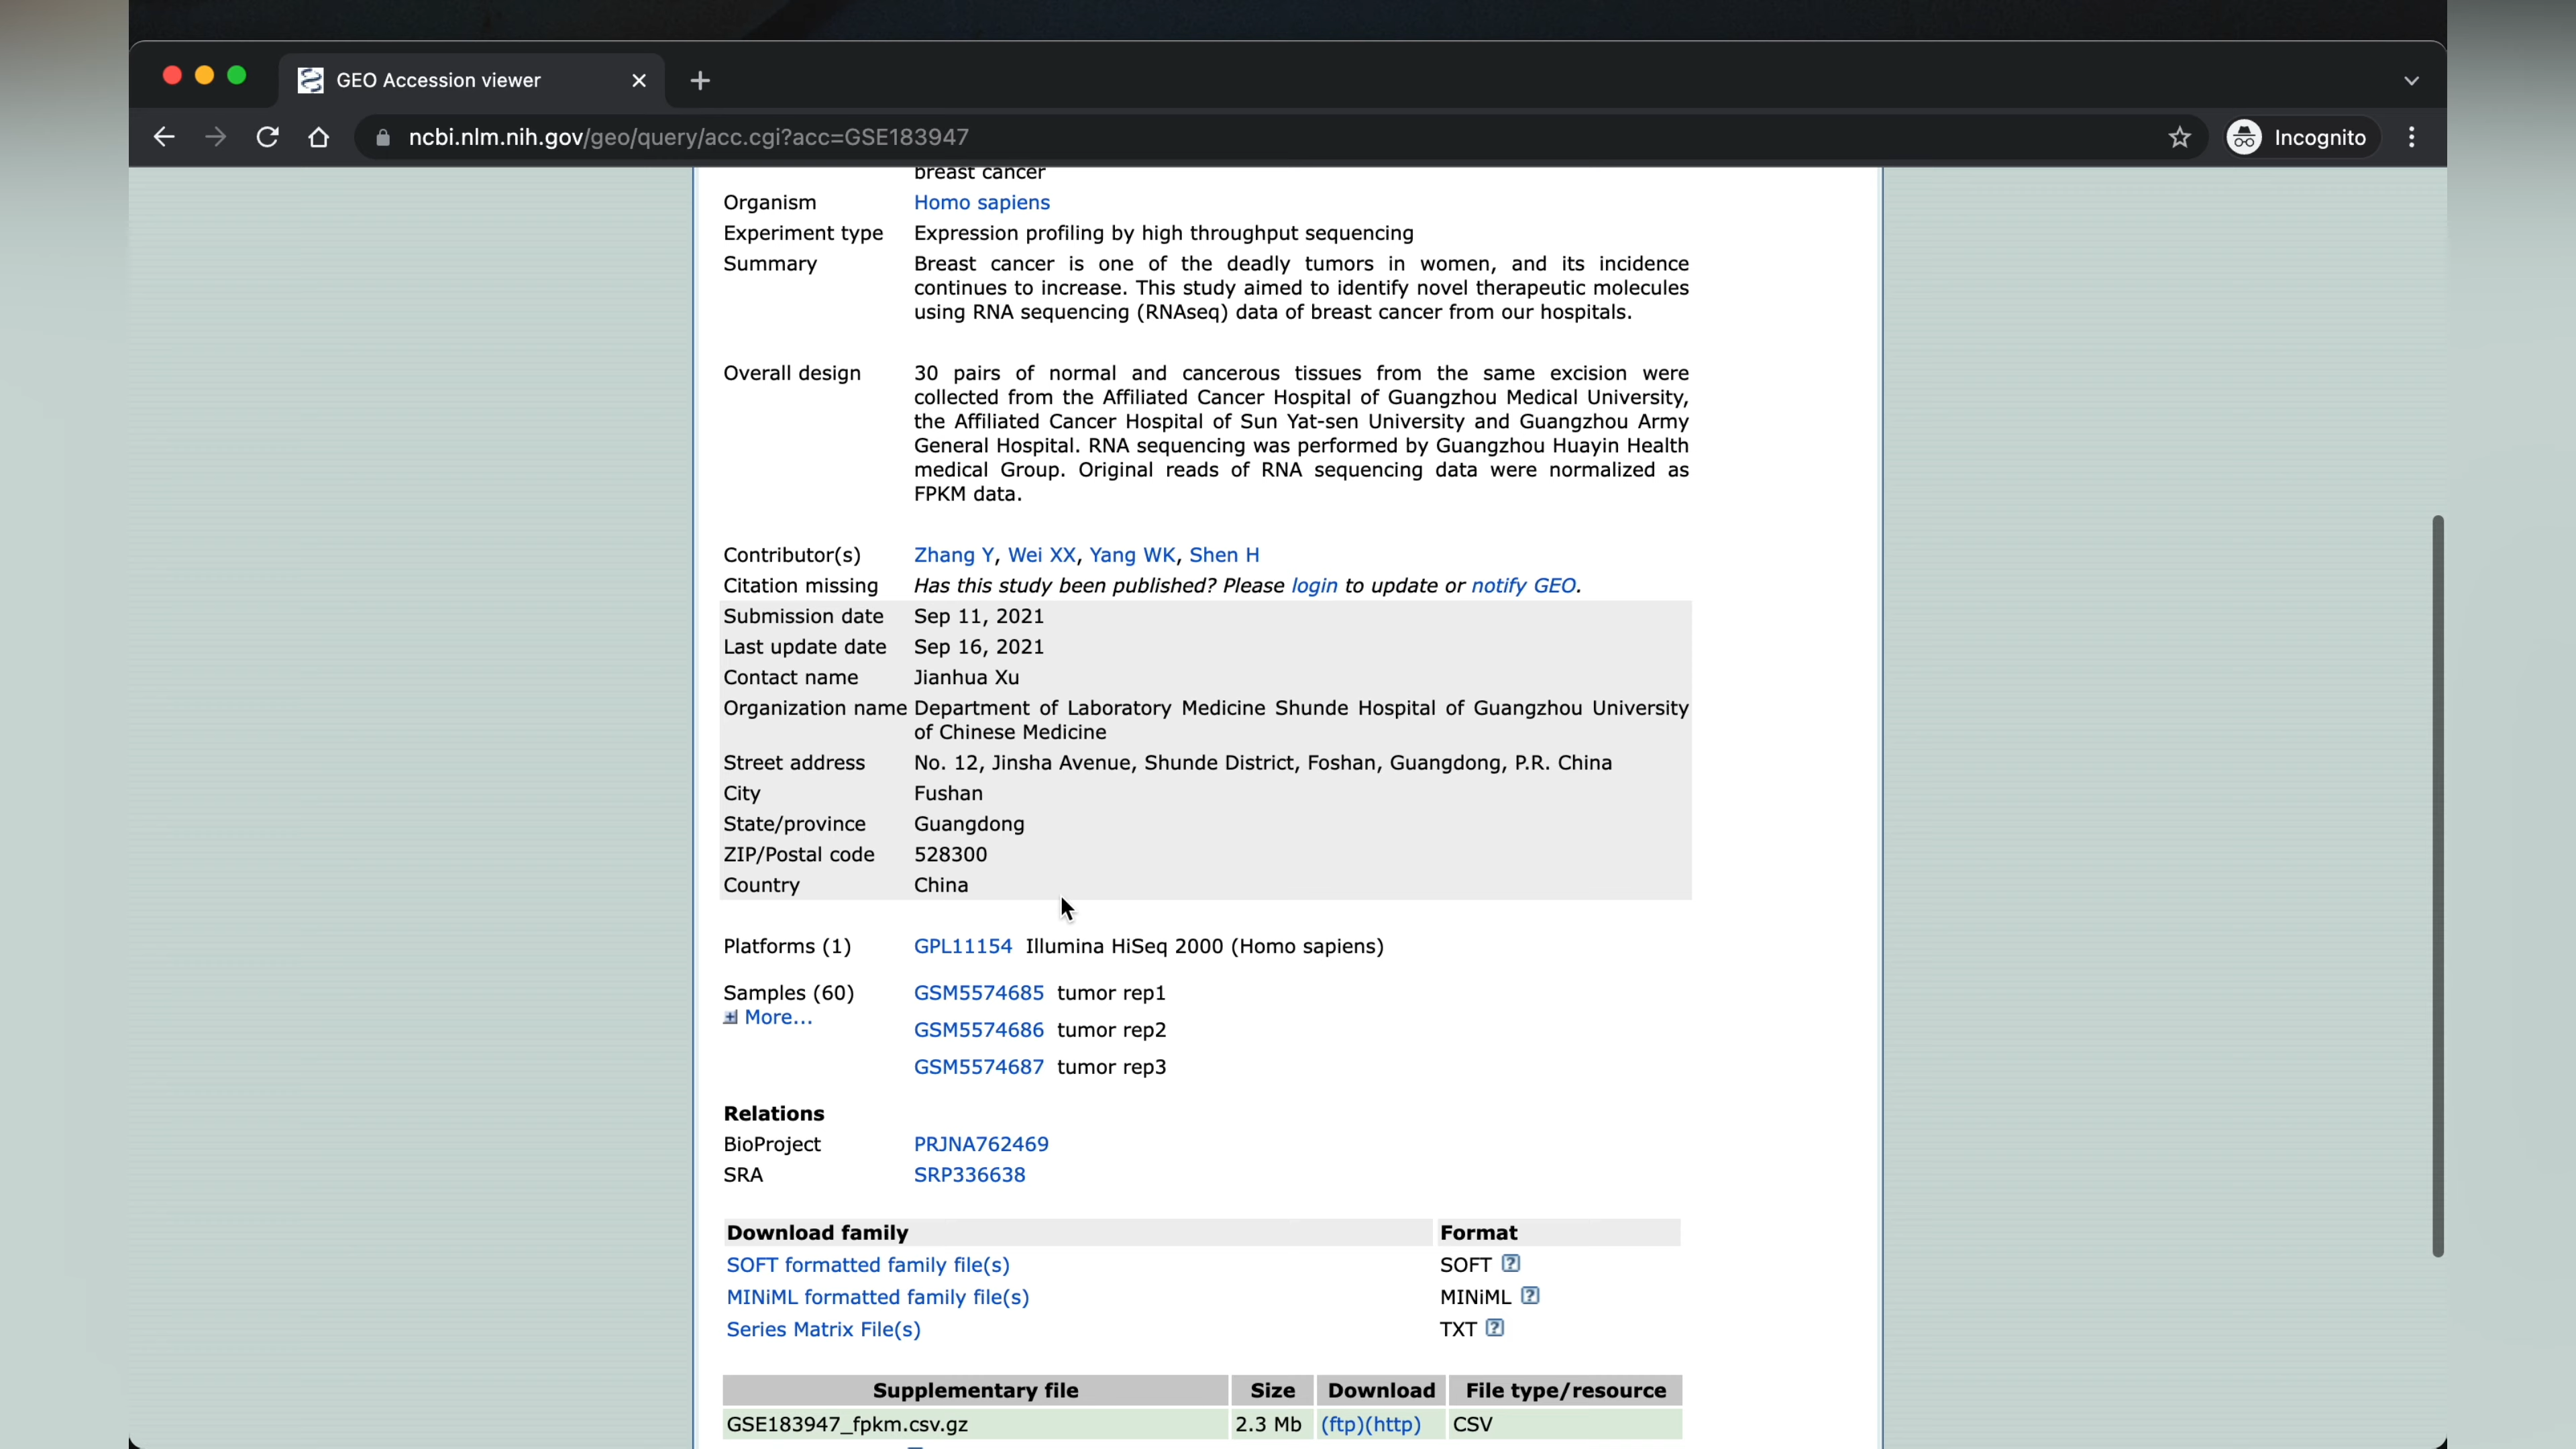 GEO Accession viewer
ncbi.nlm.nih.gov/geo/query/acc.cgi?acc=GSE183947
Incognito
breast cancer
Organism Homo sapiens
Experiment type Expression profiling by high throughput sequencing
Summary Breast cancer is one of the deadly tumors in women, and its incidence
continues to increase. This study aimed to identify novel therapeutic molecules
using RNA sequencing (RNAseq) data of breast cancer from our hospitals.
Overall design 30 pairs of normal and cancerous tissues from the same excision were
collected from the Affiliated Cancer Hospital of Guangzhou Medical University,
the Affiliated Cancer Hospital of Sun Yat-sen University and Guangzhou Army
General Hospital. RNA sequencing was performed by Guangzhou Huayin Health
medical Group. Original reads of RNA sequencing data were normalized as
FPKM data.
Contributor(s) Zhang Y, Wei XX, Yang WK, Shen H
Citation missing Has this study been published? Please login to update or notify GEO.
Submission date Sep 11, 2021
Last update date Sep 16, 2021
Contact name Jianhua Xu
Organization name Department of Laboratory Medicine Shunde Hospital of Guangzhou University
of Chinese Medicine
Street address No. 12, Jinsha Avenue, Shunde District, Foshan, Guangdong, P.R. China
City Fushan
State/province Guangdong
ZIP/Postal code 528300
Country China
Platforms (1) GPL11154 Illumina HiSeq 2000 (Homo sapiens)
Samples (60) GSM5574685 tumor rep1
More...
GSM5574686 tumor rep2
GSM5574687 tumor rep3
Relations
BioProject PRJNA762469
SRA SRP336638
Download family Format
SOFT formatted family file(s) SOFT ?
MINiML formatted family file(s) MINiML ?
Series Matrix File(s) TXT ?
Supplementary file Size Download File type/resource
GSE183947_fpkm.csv.gz 2.3 Mb (ftp)(http) CSV